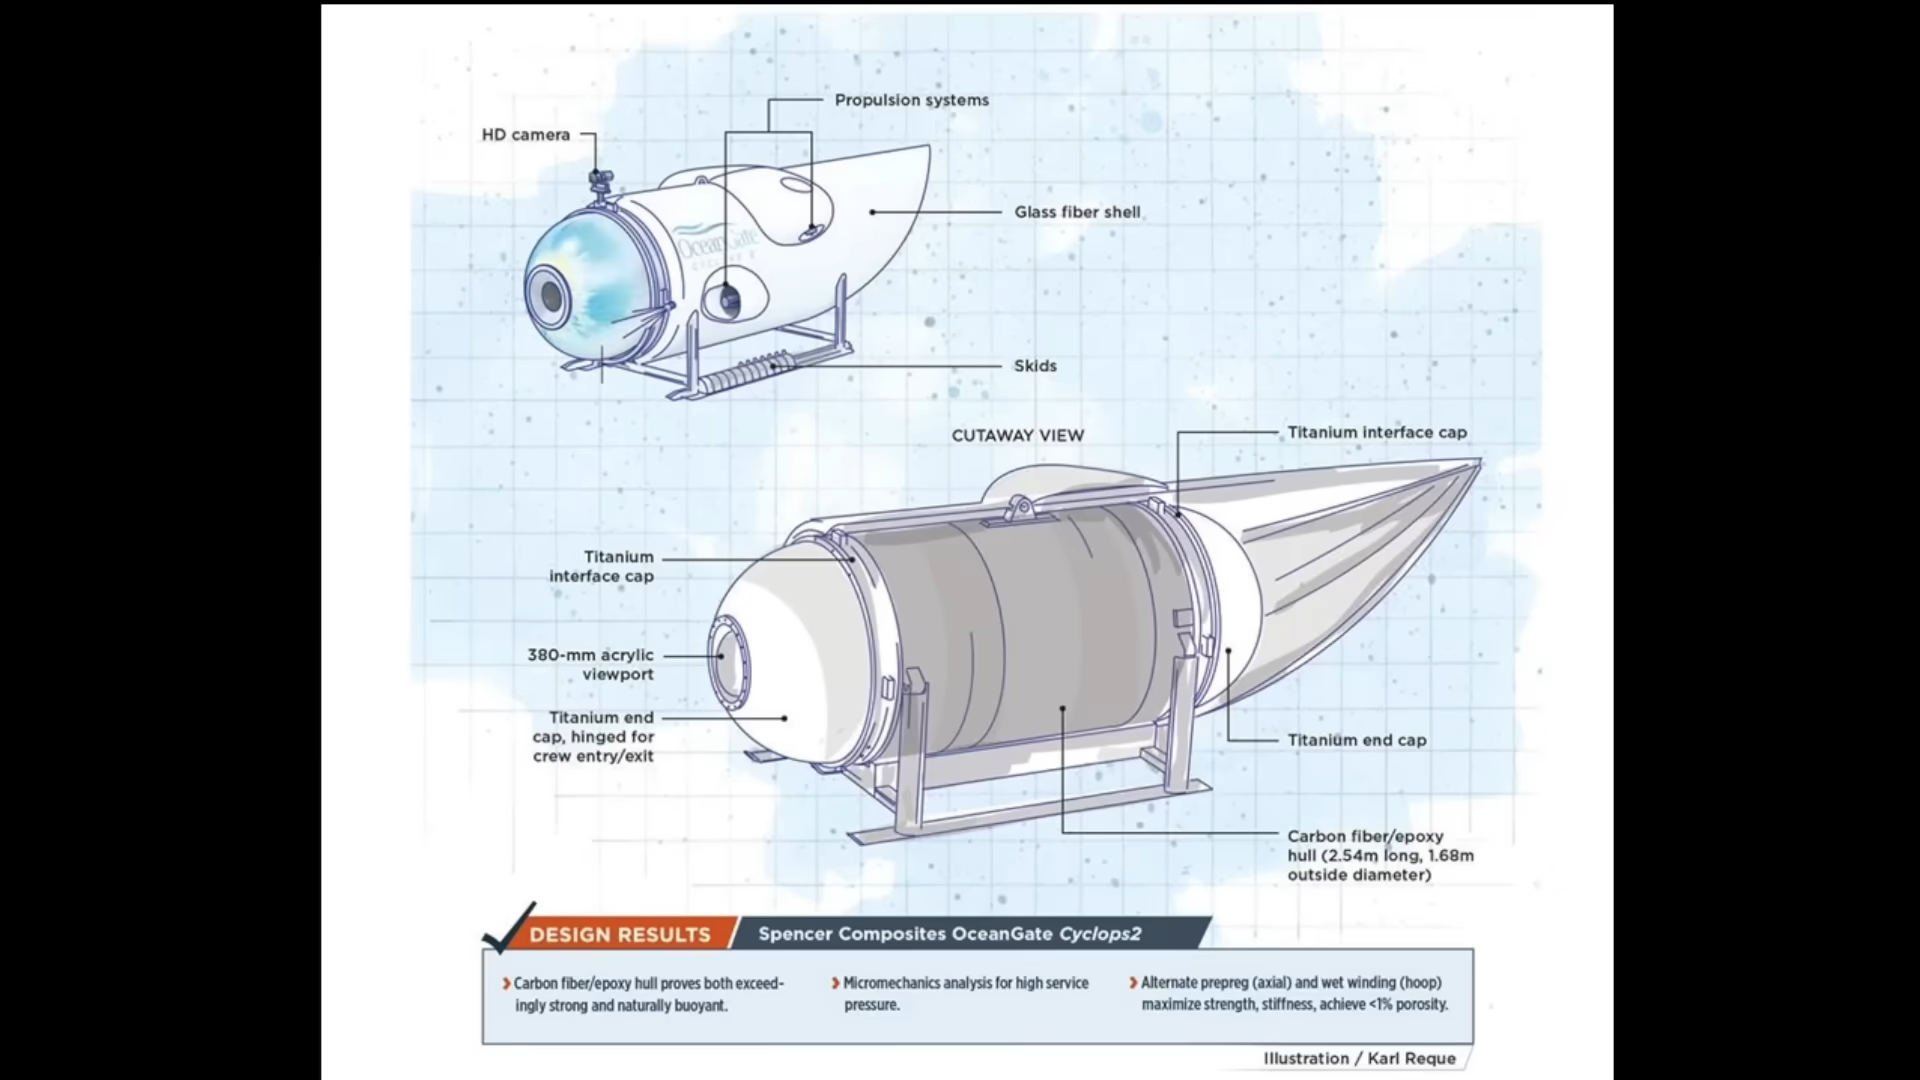 Propulsion systems
HD camera
OceanGate
CYCLOPS 2
Glass fiber shell
Skids
CUTAWAY VIEW
Titanium interface cap
Titanium
interface cap
380-mm acrylic
viewport
Titanium end
cap, hinged for
crew entry/exit
Titanium end cap
Carbon fiber/epoxy
hull (2.54m long, 1.68m
outside diameter)
DESIGN RESULTS
Spencer Composites OceanGate Cyclops2
Carbon fiber/epoxy hull proves both exceed-
ingly strong and naturally buoyant.
Micromechanics analysis for high service
pressure.
Alternate prepreg (axial) and wet winding (hoop)
maximize strength, stiffness, achieve <1% porosity.
Illustration / Karl Reque